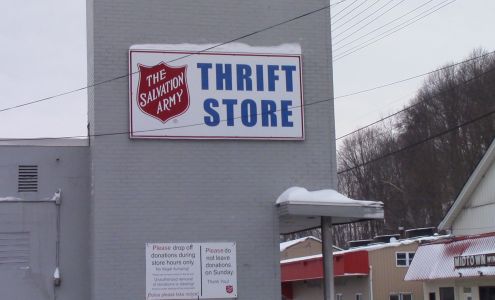 THE
SALVATION
ARMY
THRIFT
STORE
Please drop off
donations during
store hours only
Please do
not leave
donations
on Sunday.
Thank you!
MIDTOWN